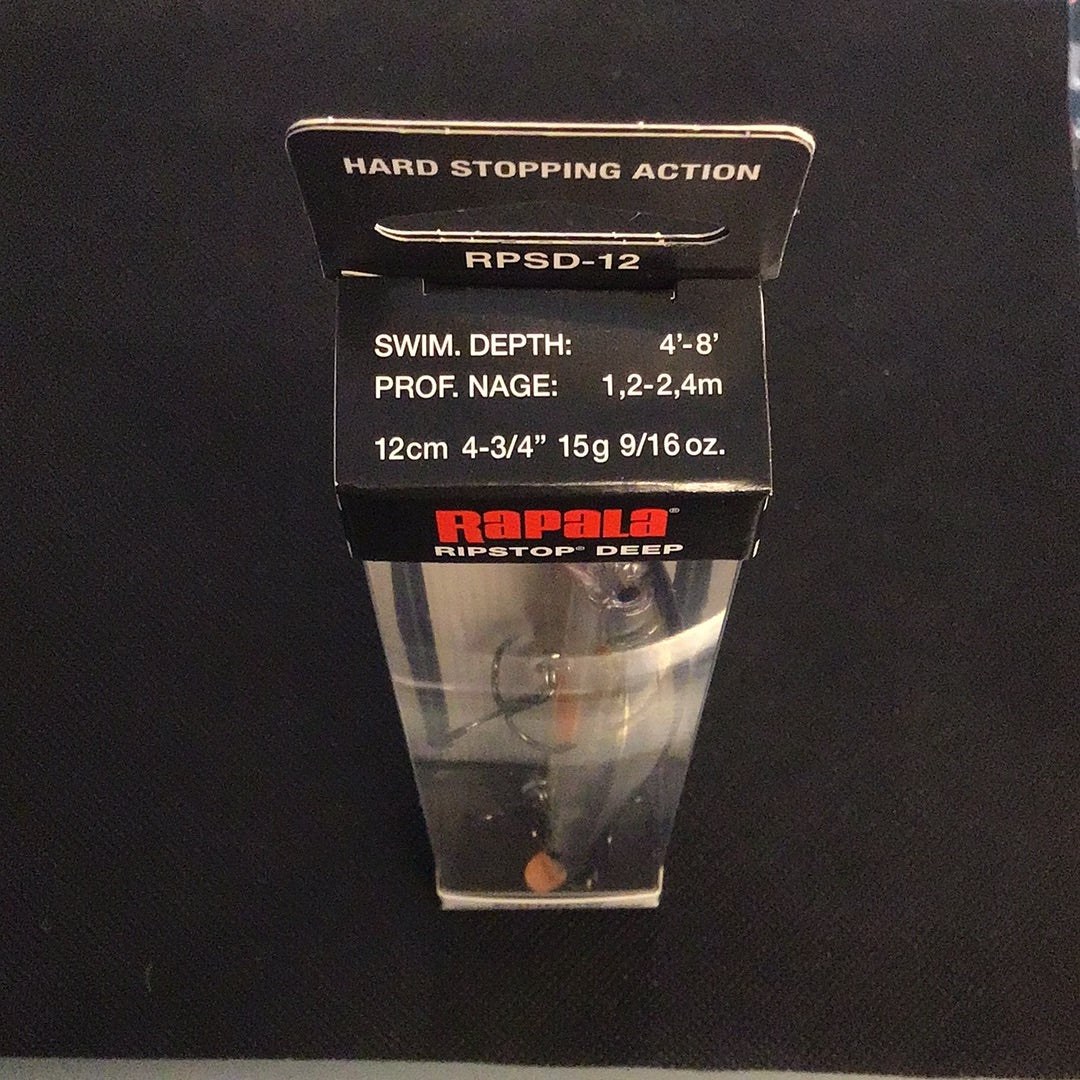 HARD STOPPING ACTION
RPSD-12
SWIM. DEPTH: 4'-8'
PROF. NAGE: 1,2-2,4m
12cm 4-3/4” 15g 9/16 oz.
RAPALA®
RIPSTOP® DEEP